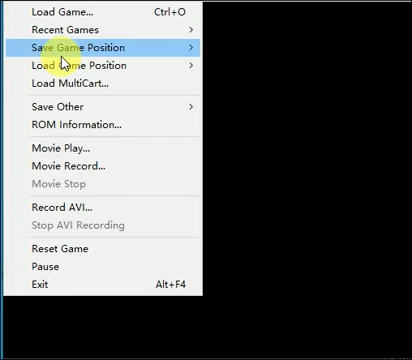 Load Game... Ctrl+O
Recent Games
Save Game Position
Load Game Position
Load MultiCart...
Save Other
ROM Information...
Movie Play...
Movie Record...
Movie Stop
Record AVI...
Stop AVI Recording
Reset Game
Pause
Exit Alt+F4